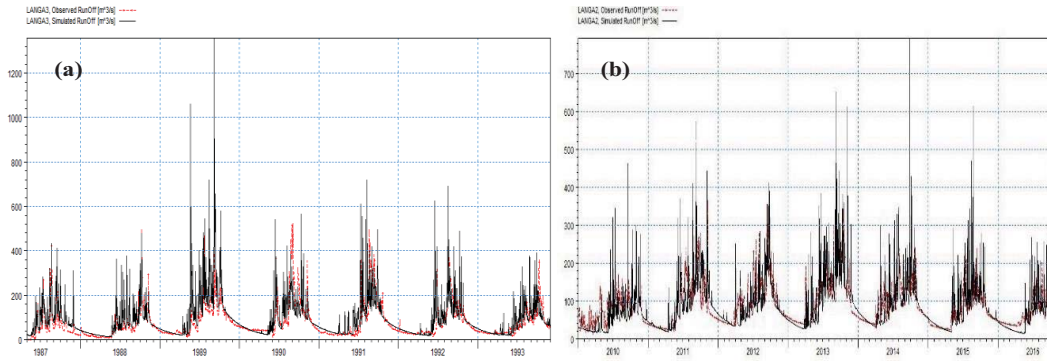 LANGA3, Observed RunOff [m^3/s]
LANGA3, Simulated RunOff [m^3/s]
(a)
1200
1000
800
600
400
200
0
1987 1988 1989 1990 1991 1992 1993
LANGA2, Observed RunOff [m^3/s]
LANGA2, Simulated RunOff [m^3/s]
(b)
700
600
500
400
300
200
100
0
2010 2011 2012 2013 2014 2015 2016